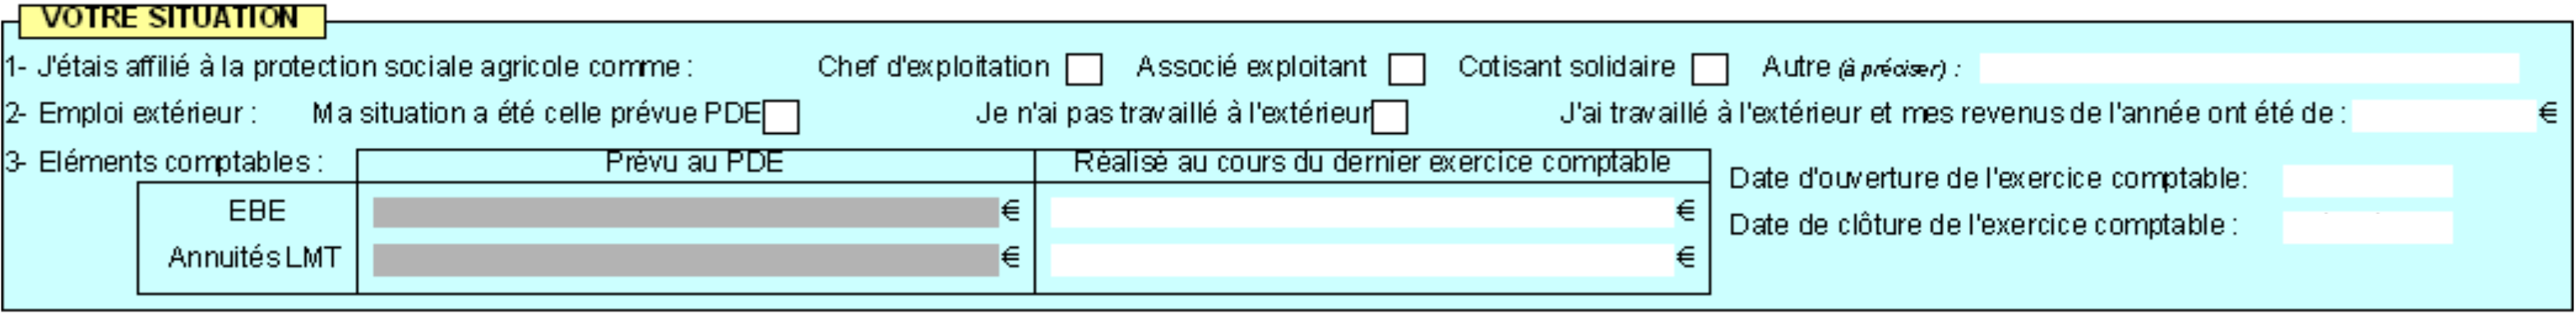 VOTRE SITUATION
1- J'étais affilié à la protection sociale agricole comme : Chef d'exploitation Associé exploitant Cotisant solidaire Autre (à préciser) :
2- Emploi extérieur : Ma situation a été celle prévue PDE Je n'ai pas travaillé à l'extérieur J'ai travaillé à l'extérieur et mes revenus de l'année ont été de : €
3- Eléments comptables : Prévu au PDE Réalisé au cours du dernier exercice comptable
Date d'ouverture de l'exercice comptable:
EBE € €
Date de clôture de l'exercice comptable :
Annuités LMT € €